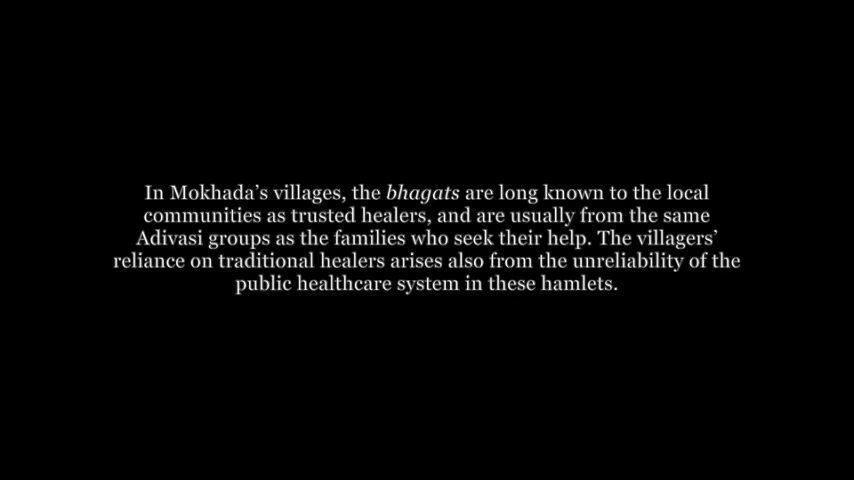 In Mokhada’s villages, the bhagats are long known to the local
communities as trusted healers, and are usually from the same
Adivasi groups as the families who seek their help. The villagers’
reliance on traditional healers arises also from the unreliability of the
public healthcare system in these hamlets.